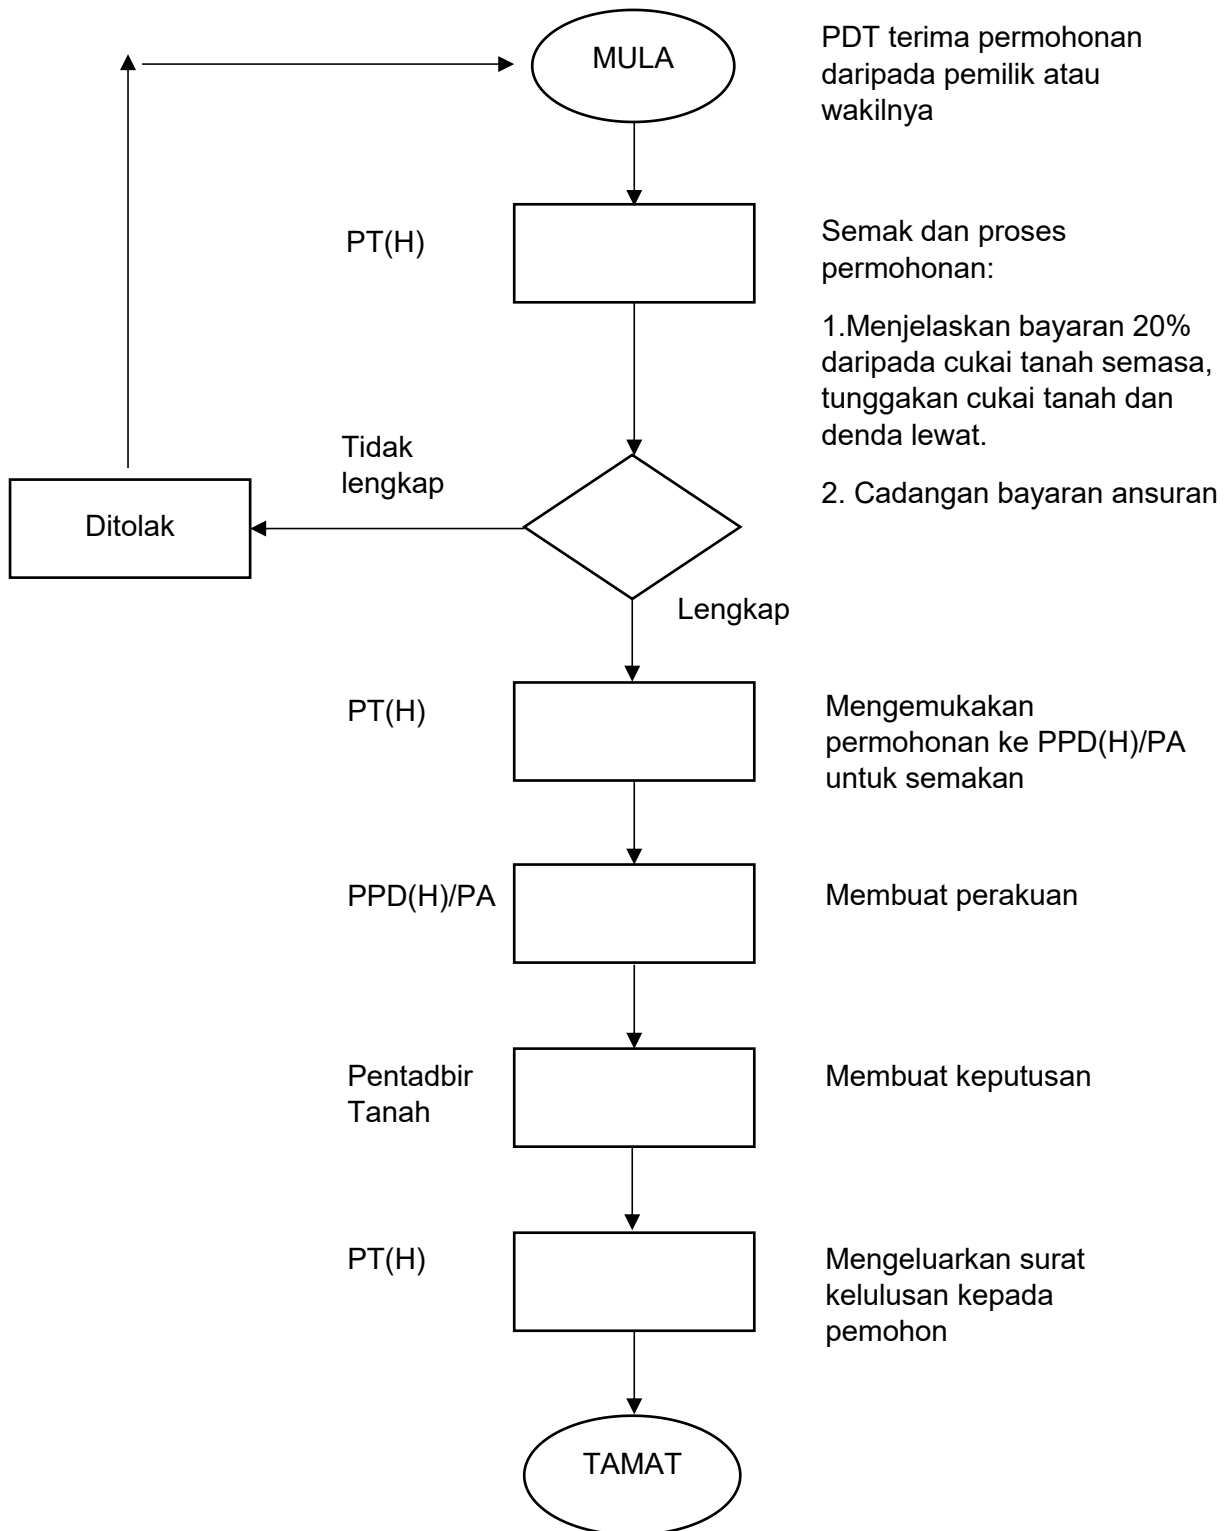 MULA
PDT terima permohonan
daripada pemilik atau
wakilnya
PT(H)
Semak dan proses
permohonan:
1.Menjelaskan bayaran 20%
daripada cukai tanah semasa,
tunggakan cukai tanah dan
denda lewat.
2. Cadangan bayaran ansuran
Tidak
lengkap
Ditolak
Lengkap
PT(H)
Mengemukakan
permohonan ke PPD(H)/PA
untuk semakan
PPD(H)/PA
Membuat perakuan
Pentadbir
Tanah
Membuat keputusan
PT(H)
Mengeluarkan surat
kelulusan kepada
pemohon
TAMAT